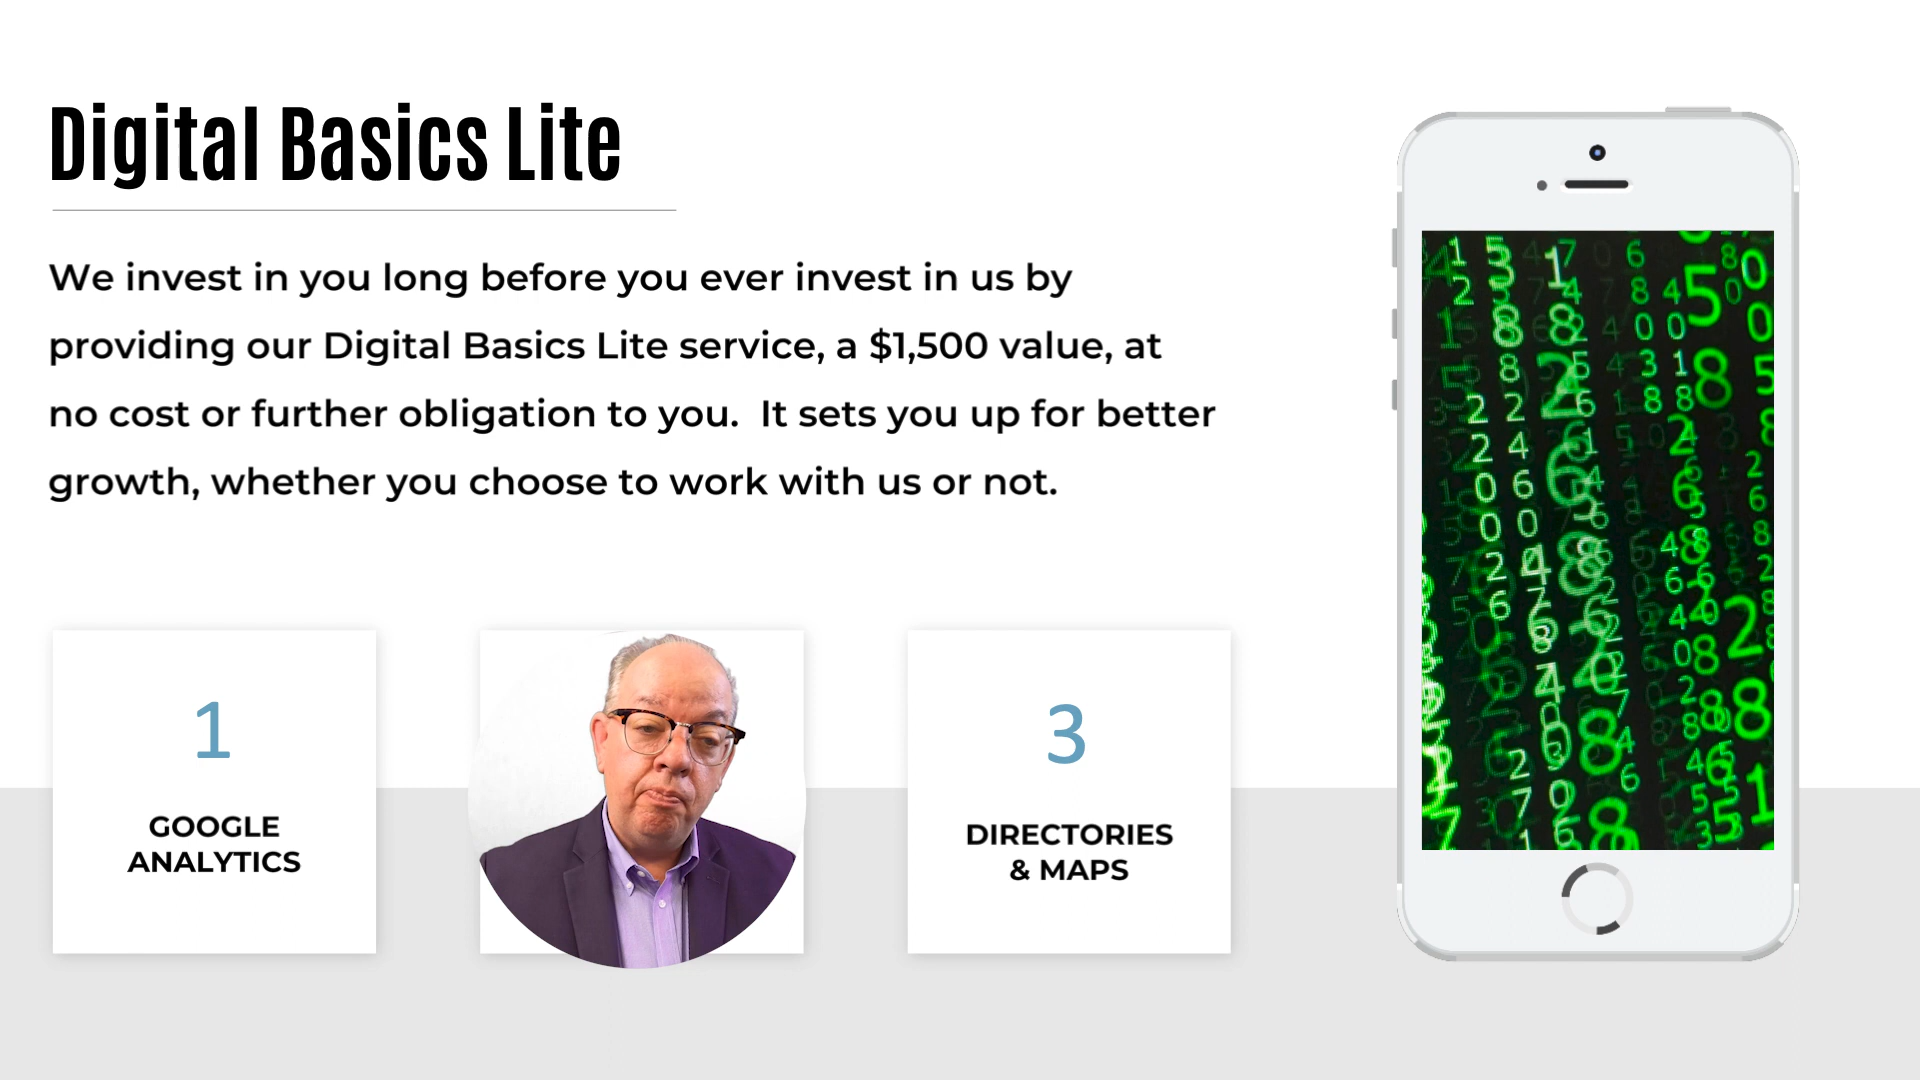 Digital Basics Lite
We invest in you long before you ever invest in us by
providing our Digital Basics Lite service, a $1,500 value, at
no cost or further obligation to you.  It sets you up for better
growth, whether you choose to work with us or not.
1
GOOGLE
ANALYTICS
3
DIRECTORIES
& MAPS